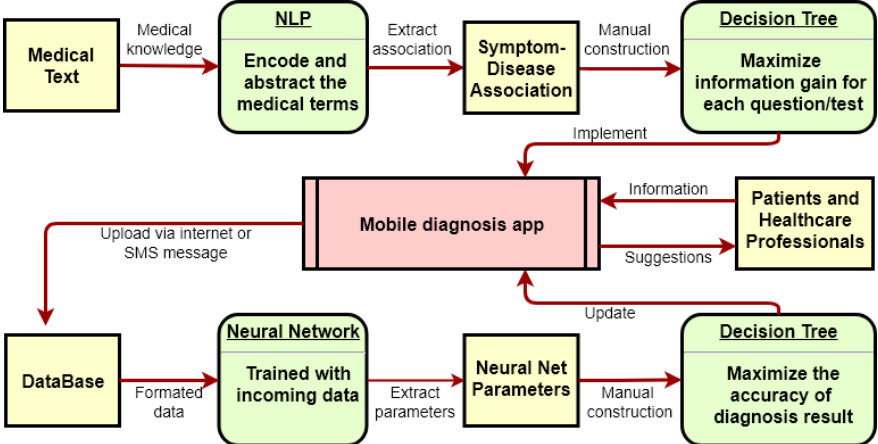 Medical
Text
Medical
knowledge
NLP
Encode and
abstract the
medical terms
Extract
association
Symptom-
Disease
Association
Manual
construction
Decision Tree
Maximize
information gain for
each question/test
Implement
Mobile diagnosis app
Information
Suggestions
Patients and
Healthcare
Professionals
Upload via internet or
SMS message
Update
DataBase
Formated
data
Neural Network
Trained with
incoming data
Extract
parameters
Neural Net
Parameters
Manual
construction
Decision Tree
Maximize the
accuracy of
diagnosis result